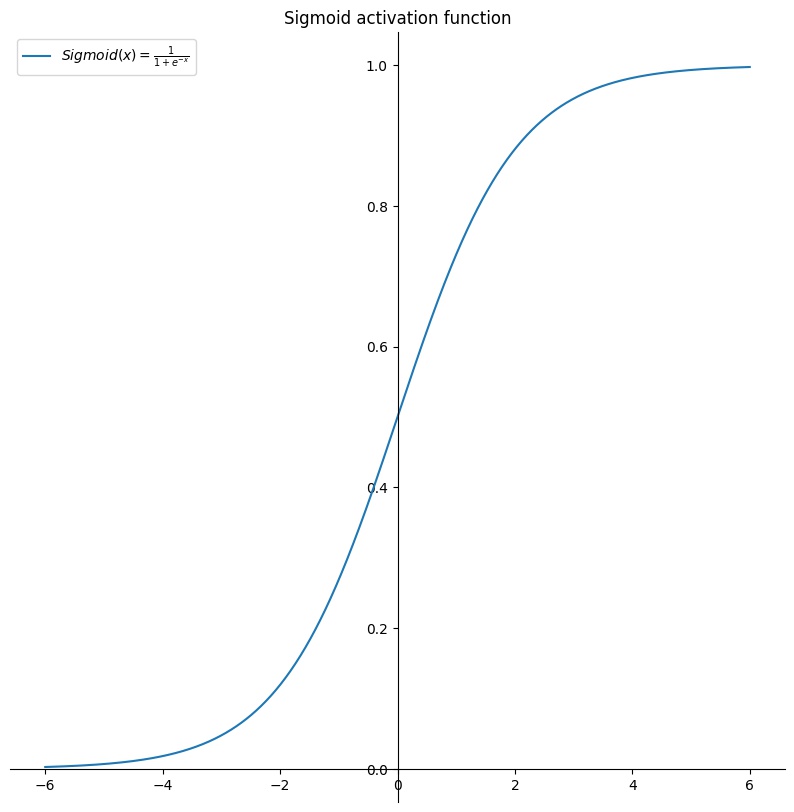 Sigmoid activation function
Sigmoid(x) = 1/(1+e^{-x})
1.0
0.8
0.6
0.4
0.2
0.0
−6 −4 −2 0 2 4 6